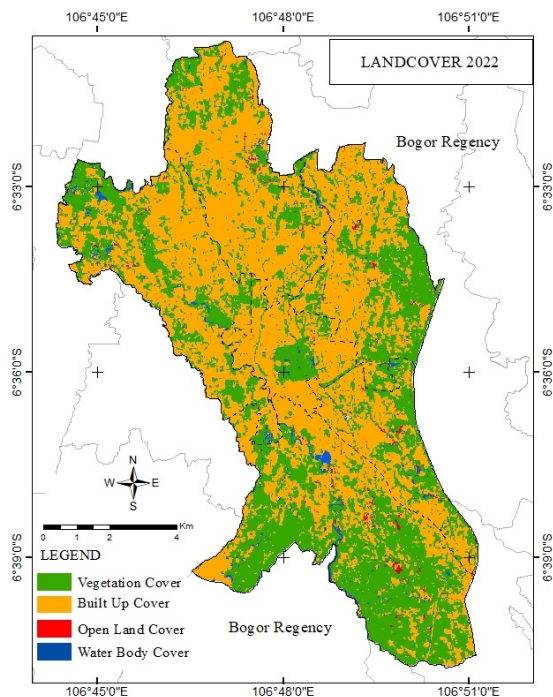 106°45'0"E 106°48'0"E 106°51'0"E
LANDCOVER 2022
Bogor Regency
6°33'0"S 6°33'0"S
6°36'0"S 6°36'0"S
N
W E
S
0 1 2 4 Km
6°39'0"S 6°39'0"S
LEGEND
Vegetation Cover
Built Up Cover
Open Land Cover
Water Body Cover
Bogor Regency
106°45'0"E 106°48'0"E 106°51'0"E